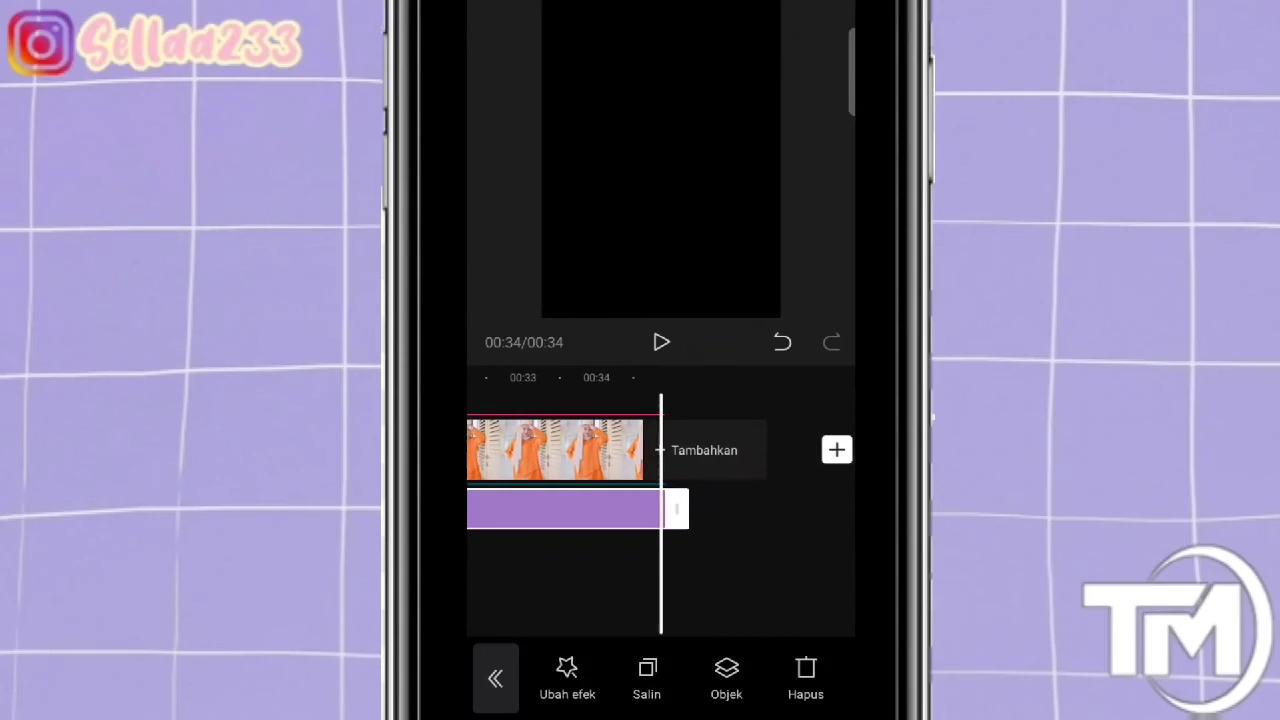 Sellaa233
00:34/00:34
00:33
00:34
Tambahkan
Ubah efek
Salin
Objek
Hapus
TM